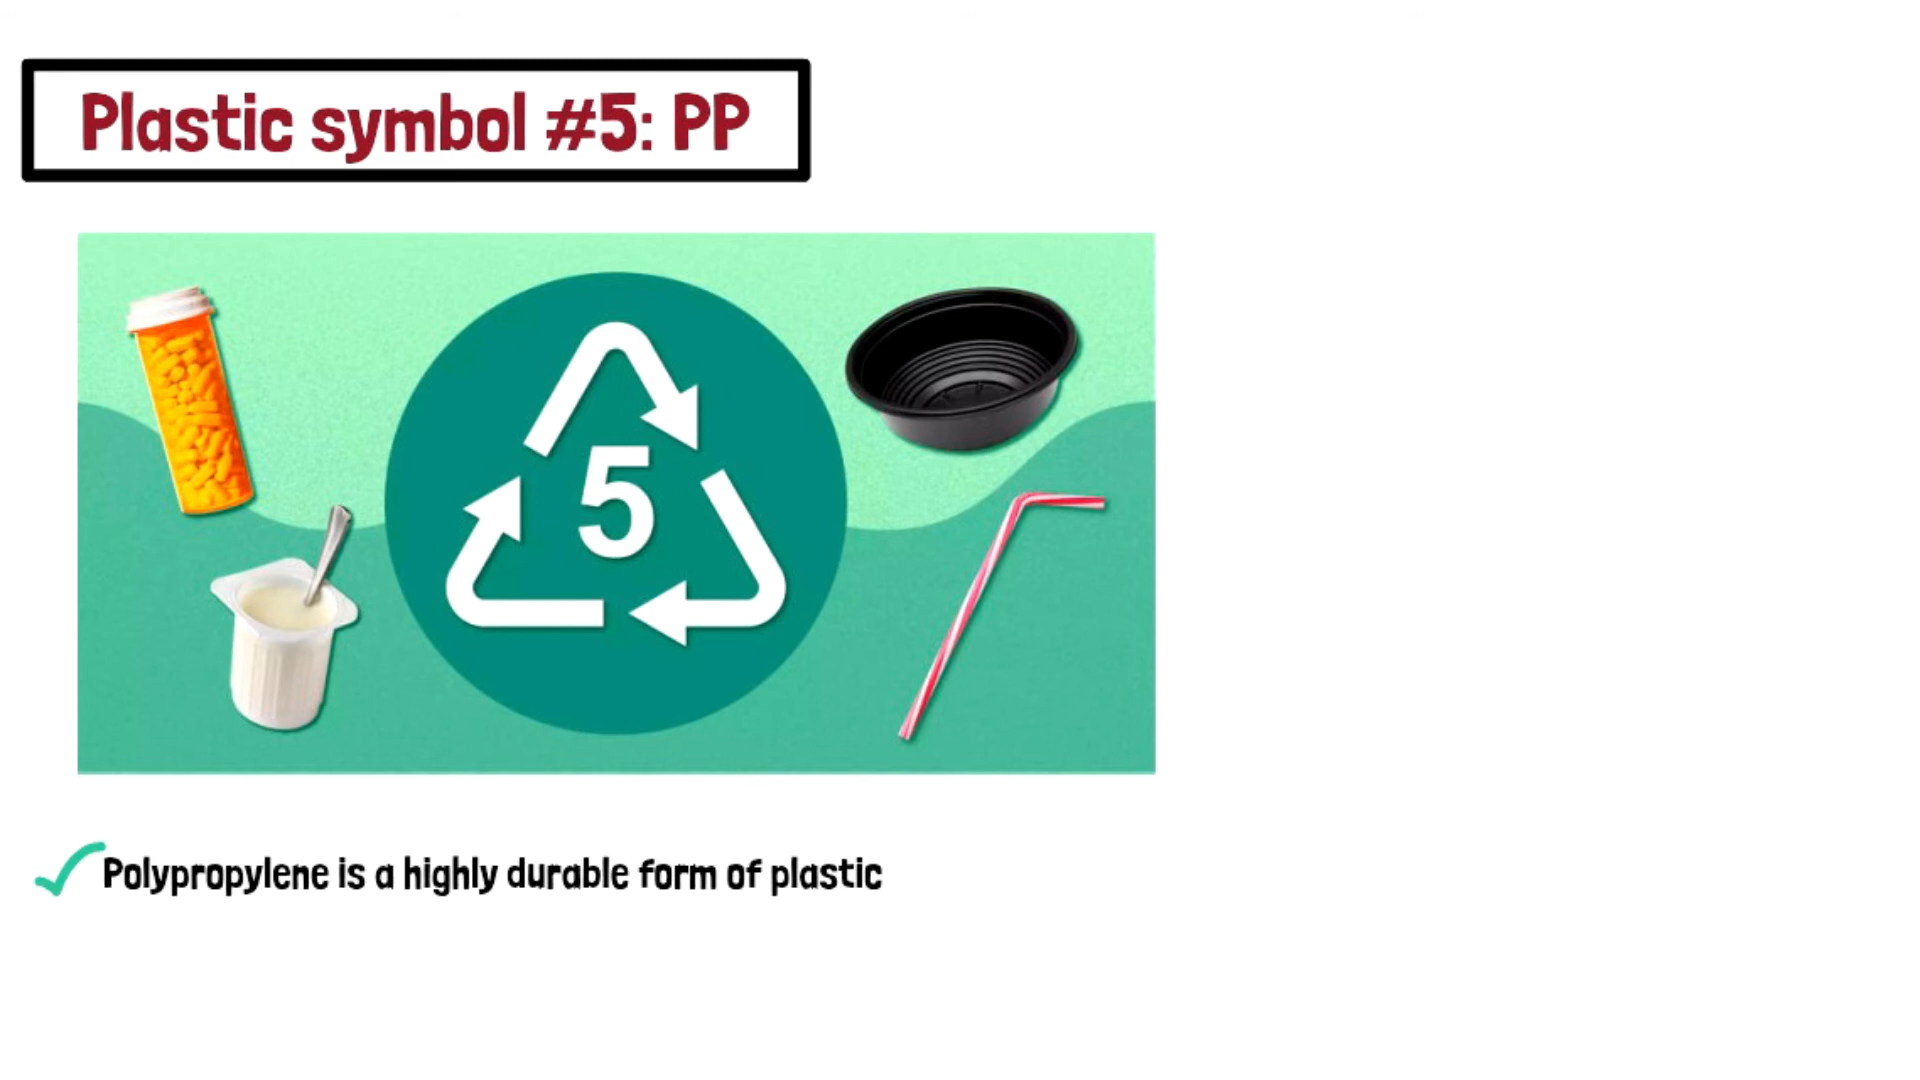 Plastic symbol #5: PP
5
Polypropylene is a highly durable form of plastic